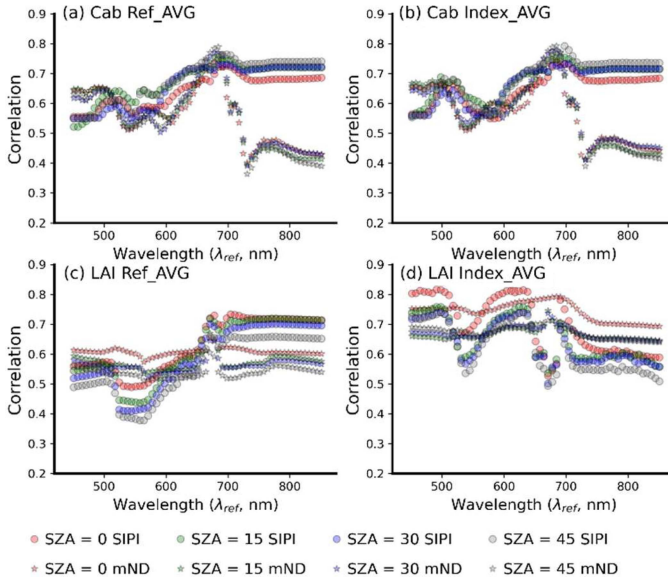 (a) Cab Ref_AVG
(b) Cab Index_AVG
0.9
0.8
0.7
0.6
0.5
0.4
0.3
0.2
Correlation
500 600 700 800
Wavelength (λref, nm)
0.9
0.8
0.7
0.6
0.5
0.4
0.3
0.2
Correlation
500 600 700 800
Wavelength (λref, nm)
(c) LAI Ref_AVG
(d) LAI Index_AVG
0.9
0.8
0.7
0.6
0.5
0.4
0.3
0.2
Correlation
500 600 700 800
Wavelength (λref, nm)
0.9
0.8
0.7
0.6
0.5
0.4
0.3
0.2
Correlation
500 600 700 800
Wavelength (λref, nm)
SZA = 0 SIPI SZA = 15 SIPI SZA = 30 SIPI SZA = 45 SIPI
SZA = 0 mND SZA = 15 mND SZA = 30 mND SZA = 45 mND